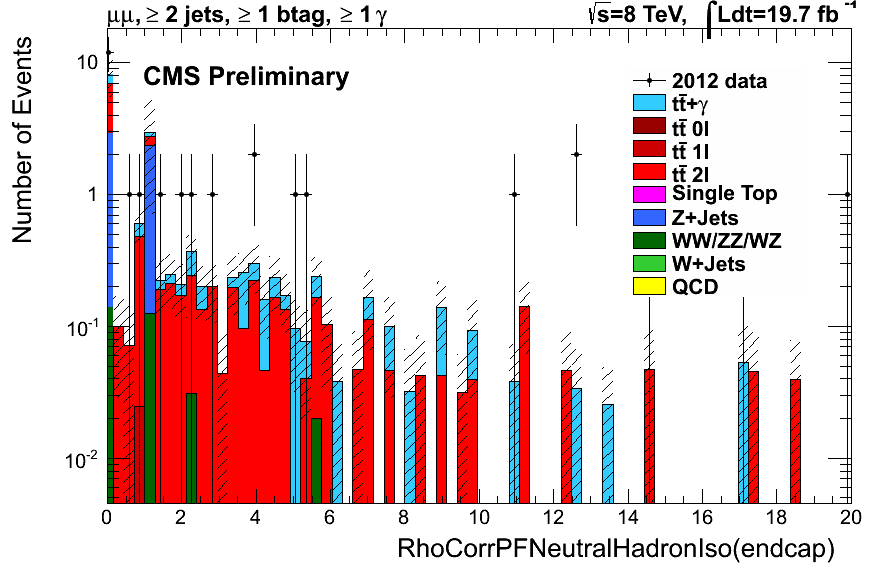 μμ, ≥ 2 jets, ≥ 1 btag, ≥ 1 γ
√s=8 TeV, ∫Ldt=19.7 fb⁻¹
CMS Preliminary
2012 data
tt̄+γ
tt̄ 0l
tt̄ 1l
tt̄ 2l
Single Top
Z+Jets
WW/ZZ/WZ
W+Jets
QCD
Number of Events
10
1
10⁻¹
10⁻²
0 2 4 6 8 10 12 14 16 18 20
RhoCorrPFNeutralHadronIso(endcap)